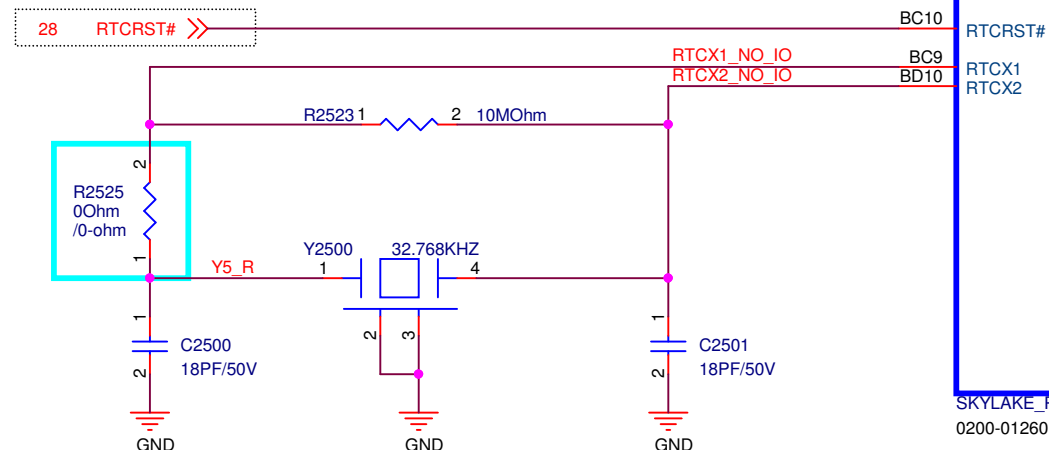 28 RTCRST#
BC10
RTCRST#
RTCX1_NO_IO
BC9
RTCX1
RTCX2_NO_IO
BD10
RTCX2
R2523 1
2 10MOhm
2
R2525
0Ohm
/0-ohm
1
Y5_R
Y2500 32.768KHZ
1
4
2
3
1
C2500
18PF/50V
2
1
C2501
18PF/50V
2
GND
GND
GND
0200-01260